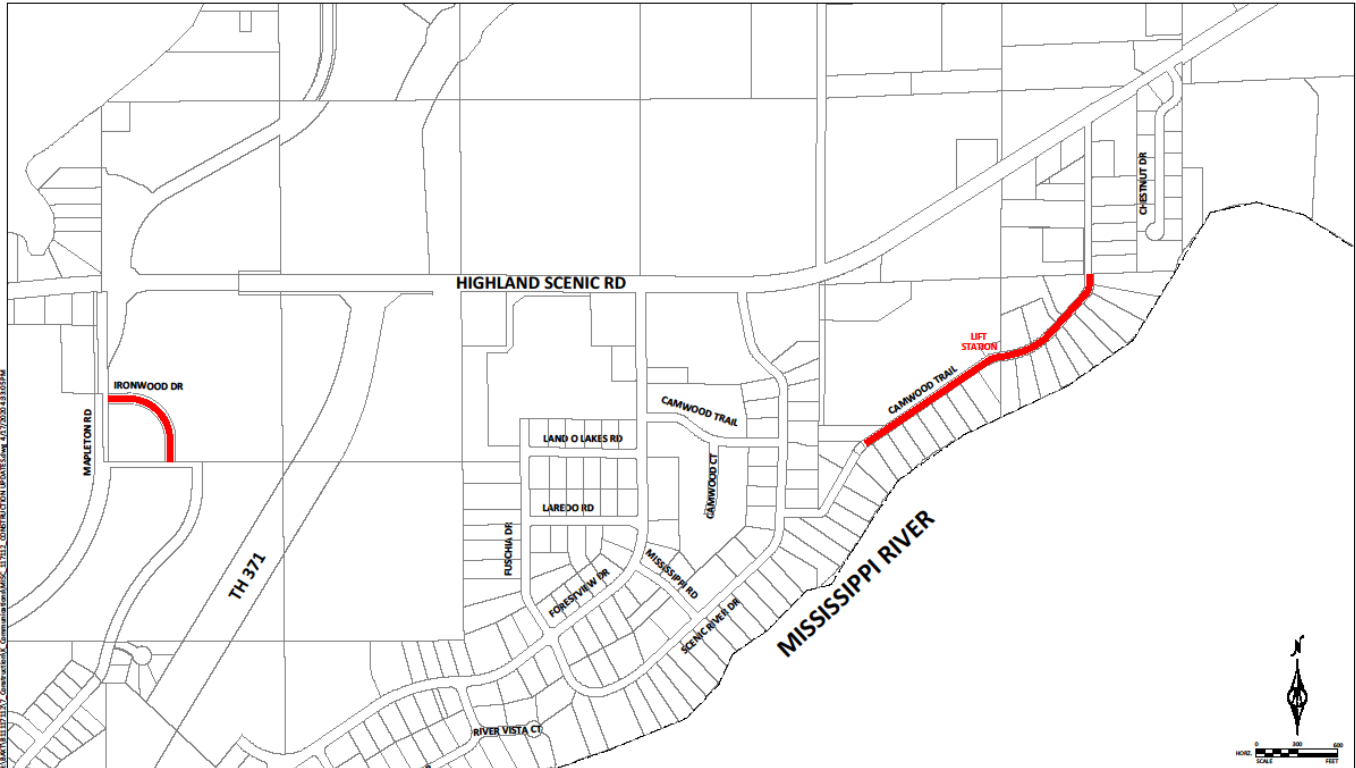 HIGHLAND SCENIC RD
CHESTNUT DR
LIFT
STATION
IRONWOOD DR
CAMWOOD TRAIL
CAMWOOD TRAIL
MAPLETON RD
LAND O LAKES RD
CAMWOOD CT
LAREDO RD
FUSCHIA DR
TH 371
MISSISSIPPI RD
FORESTVIEW DR
SCENIC RIVER DR
MISSISSIPPI RIVER
RIVER VISTA CT
N
0 300 600
HORZ.
SCALE FEET